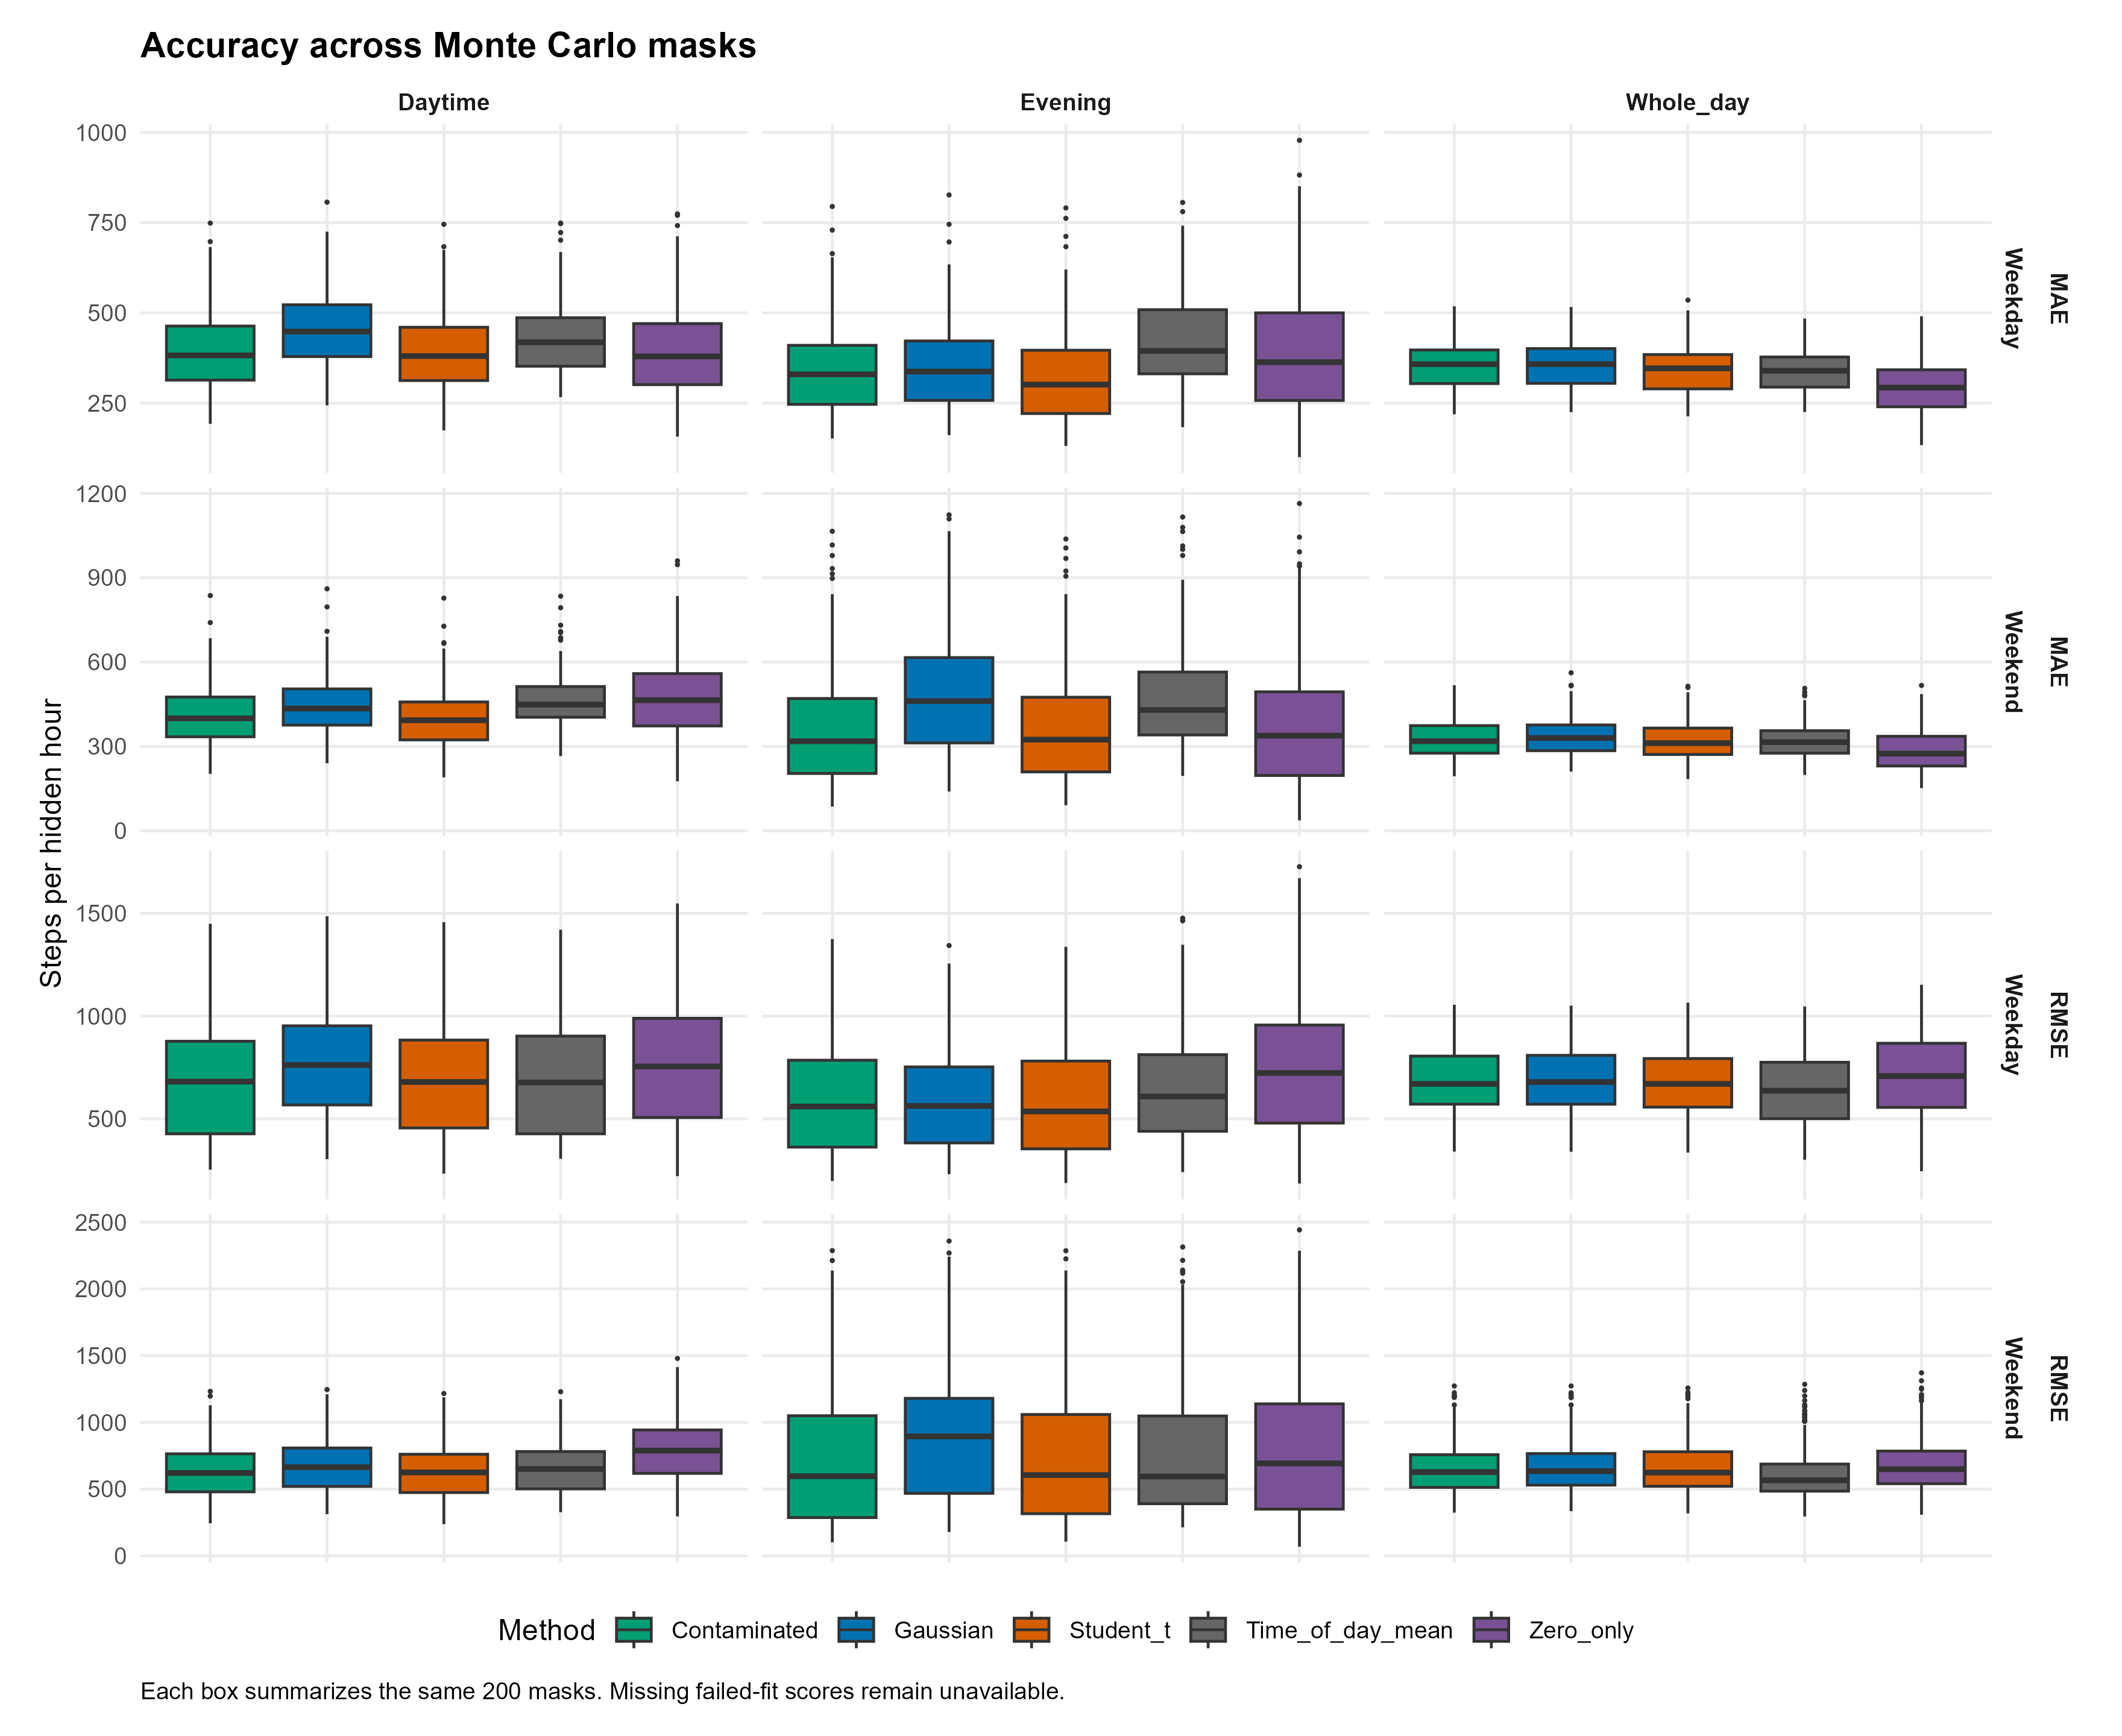 Accuracy across Monte Carlo masks
Daytime
Evening
Whole_day
1000
750
500
250
Weekday
MAE
1200
900
600
300
0
Weekend
MAE
Steps per hidden hour
1500
1000
500
Weekday
RMSE
2500
2000
1500
1000
500
0
Weekend
RMSE
Method Contaminated Gaussian Student_t Time_of_day_mean Zero_only
Each box summarizes the same 200 masks. Missing failed-fit scores remain unavailable.